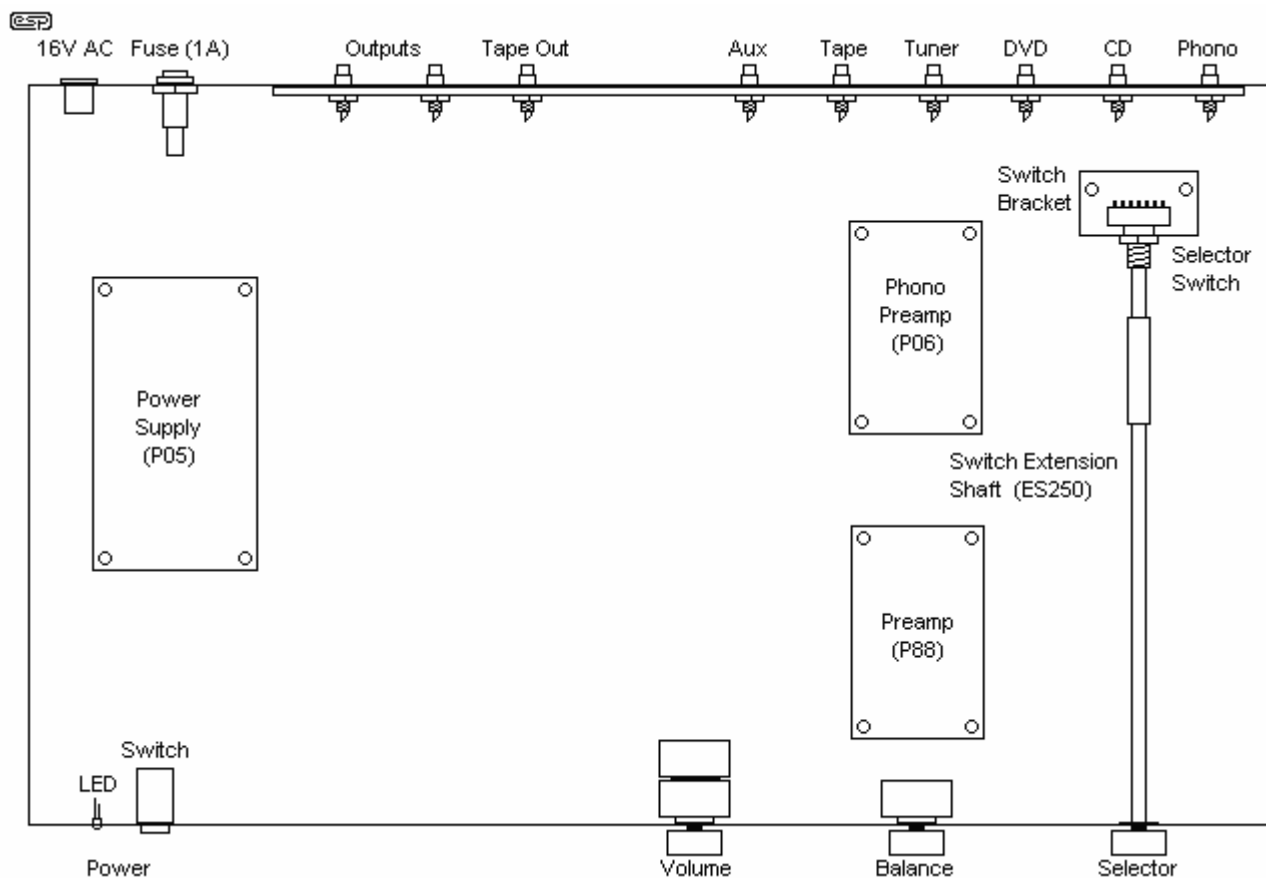 esp
16V AC Fuse (1A) Outputs Tape Out Aux Tape Tuner DVD CD Phono
Switch
Bracket
Selector
Switch
Phono
Preamp
(P06)
Power
Supply
(P05)
Switch Extension
Shaft (ES250)
Preamp
(P88)
Switch
LED
Power Volume Balance Selector